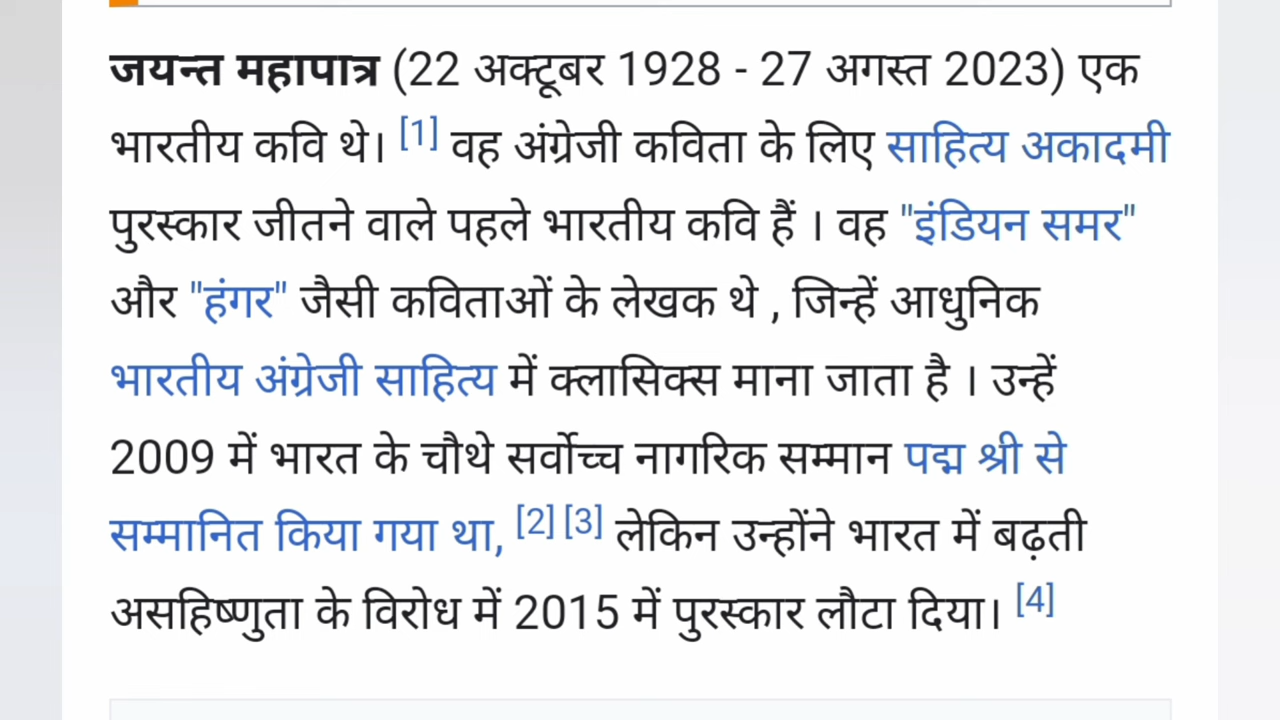 जयन्त महापात्र (22 अक्टूबर 1928 - 27 अगस्त 2023) एक
भारतीय कवि थे। [1] वह अंग्रेजी कविता के लिए साहित्य अकादमी
पुरस्कार जीतने वाले पहले भारतीय कवि हैं । वह "इंडियन समर"
और "हंगर" जैसी कविताओं के लेखक थे , जिन्हें आधुनिक
भारतीय अंग्रेजी साहित्य में क्लासिक्स माना जाता है । उन्हें
2009 में भारत के चौथे सर्वोच्च नागरिक सम्मान पद्म श्री से
सम्मानित किया गया था, [2] [3] लेकिन उन्होंने भारत में बढ़ती
असहिष्णुता के विरोध में 2015 में पुरस्कार लौटा दिया। [4]